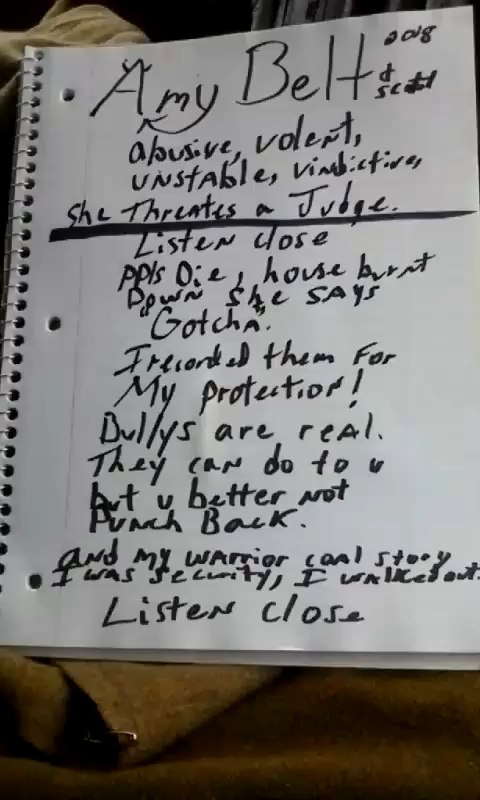 2018
Amy Belt &
Scott
abusive, volent,
unstable, vindictive,
She Threates a Judge.
Listen close
ppls Die, house burnt
Down she says
"Gotcha".
I recorded them For
My protection!
Bullys are real.
They can do to u
but u better not
Punch Back.
and my warrior coal story
I was security, I walked out.
Listen close